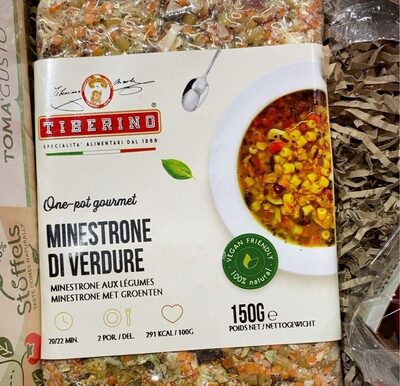 TOMA GUSTO
Stoffels
TIBERINO®
SPECIALITA' ALIMENTARI DAL 1888
One-pot gourmet
MINESTRONE
DI VERDURE
MINESTRONE AUX LÉGUMES
MINESTRONE MET GROENTEN
VEGAN FRIENDLY
100% natural
20/22 MIN.
2 POR./DEL.
291 KCAL / 100G
150G e
POIDS NET / NETTOGEWICHT